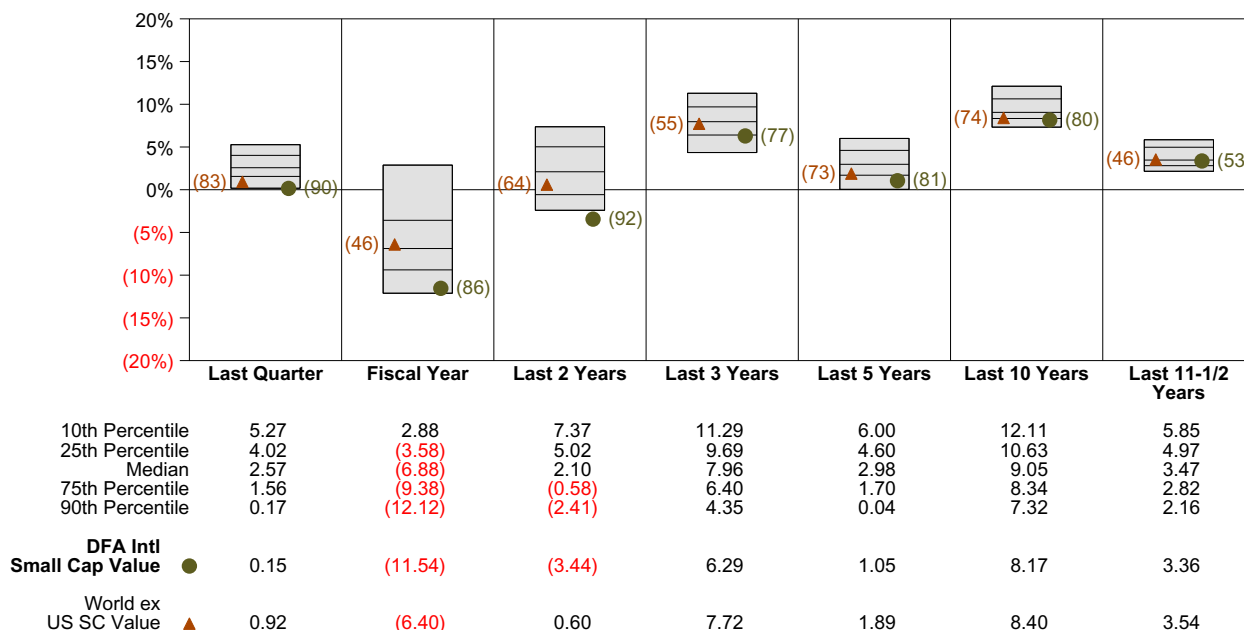 20%
15%
10%
5%
0%
(5%)
(10%)
(15%)
(20%)
(83)
(90)
(46)
(86)
(64)
(92)
(55)
(77)
(73)
(81)
(74)
(80)
(46)
(53)
Last Quarter Fiscal Year Last 2 Years Last 3 Years Last 5 Years Last 10 Years Last 11-1/2
Years
10th Percentile 5.27 2.88 7.37 11.29 6.00 12.11 5.85
25th Percentile 4.02 (3.58) 5.02 9.69 4.60 10.63 4.97
Median 2.57 (6.88) 2.10 7.96 2.98 9.05 3.47
75th Percentile 1.56 (9.38) (0.58) 6.40 1.70 8.34 2.82
90th Percentile 0.17 (12.12) (2.41) 4.35 0.04 7.32 2.16
DFA Intl
Small Cap Value 0.15 (11.54) (3.44) 6.29 1.05 8.17 3.36
World ex
US SC Value 0.92 (6.40) 0.60 7.72 1.89 8.40 3.54